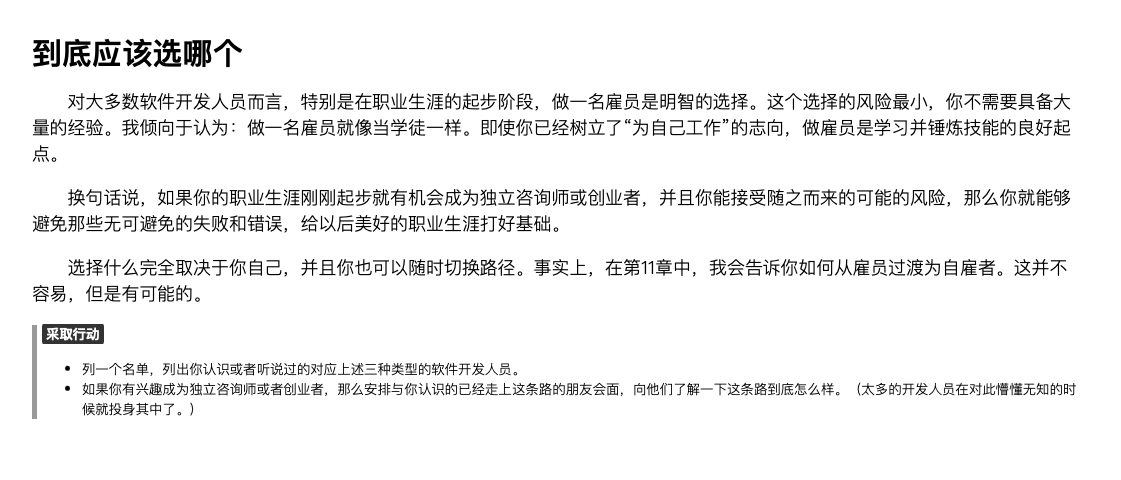 到底应该选哪个
对大多数软件开发人员而言，特别是在职业生涯的起步阶段，做一名雇员是明智的选择。这个选择的风险最小，你不需要具备大
量的经验。我倾向于认为：做一名雇员就像当学徒一样。即使你已经树立了“为自己工作”的志向，做雇员是学习并锤炼技能的良好起
点。
换句话说，如果你的职业生涯刚刚起步就有机会成为独立咨询师或创业者，并且你能接受随之而来的可能的风险，那么你就能够
避免那些无可避免的失败和错误，给以后美好的职业生涯打好基础。
选择什么完全取决于你自己，并且你也可以随时切换路径。事实上，在第11章中，我会告诉你如何从雇员过渡为自雇者。这并不
容易，但是有可能的。
采取行动
• 列一个名单，列出你认识或者听说过的对应上述三种类型的软件开发人员。
• 如果你有兴趣成为独立咨询师或者创业者，那么安排与你认识的已经走上这条路的朋友会面，向他们了解一下这条路到底怎么样。（太多的开发人员在对此懵懂无知的时
候就投身其中了。）